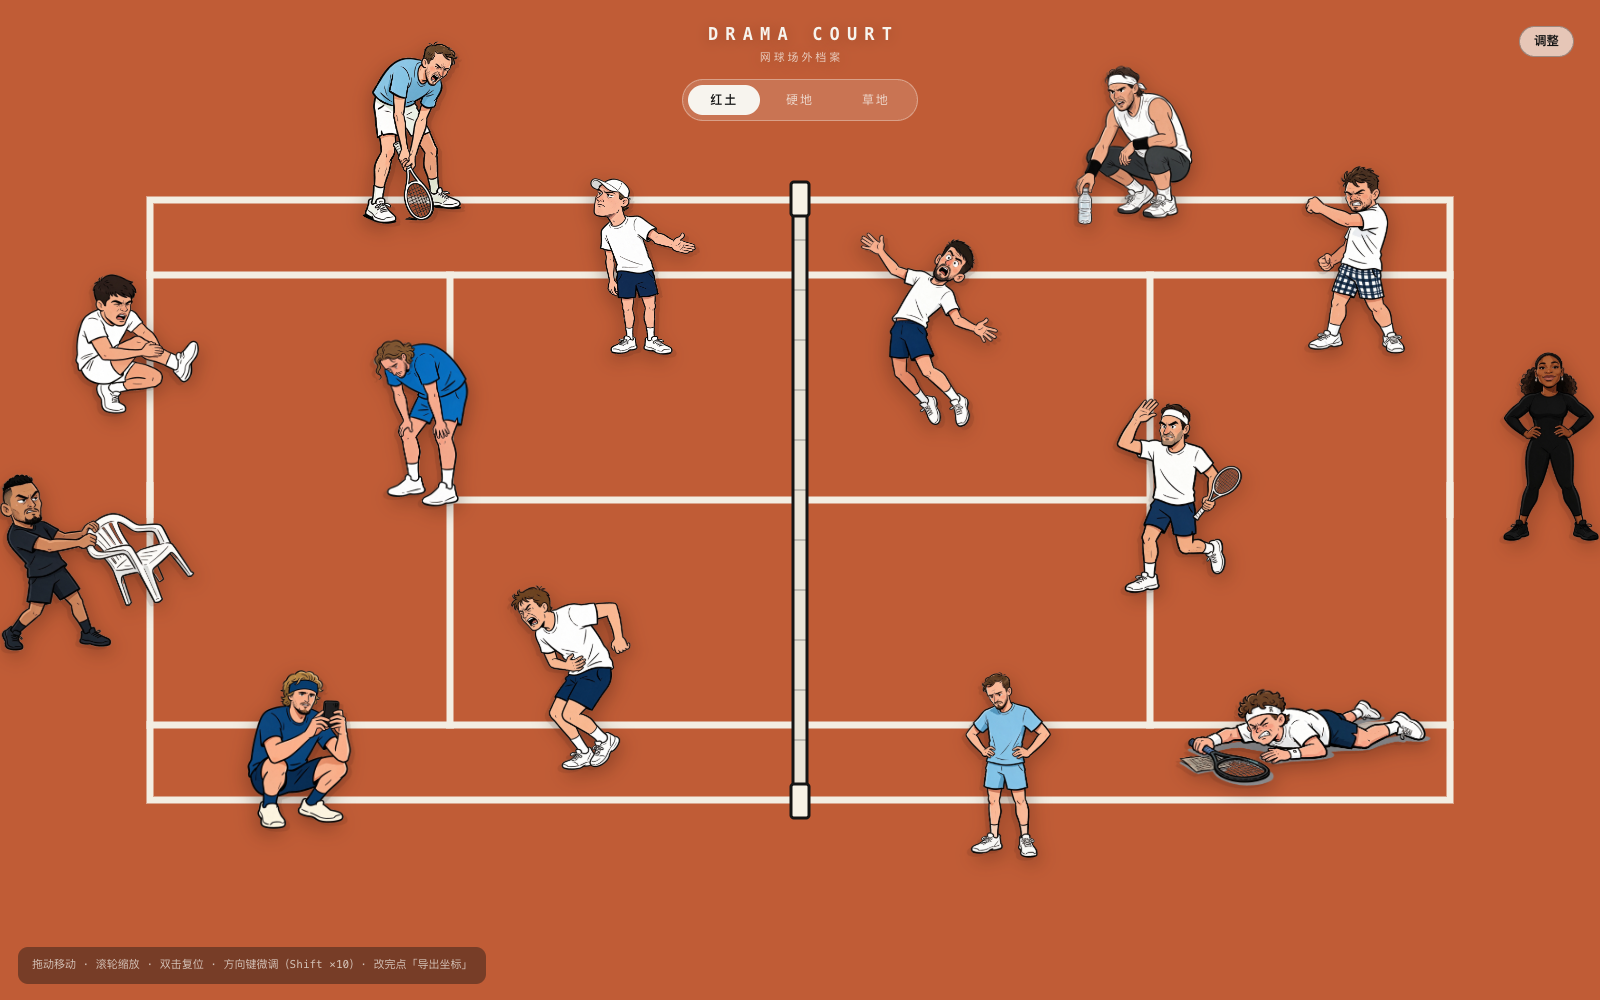 DRAMA COURT
网球场外档案
调整
红土 硬地 草地
拖动移动 · 滚轮缩放 · 双击复位 · 方向键微调 (Shift ×10) · 改完点「导出坐标」